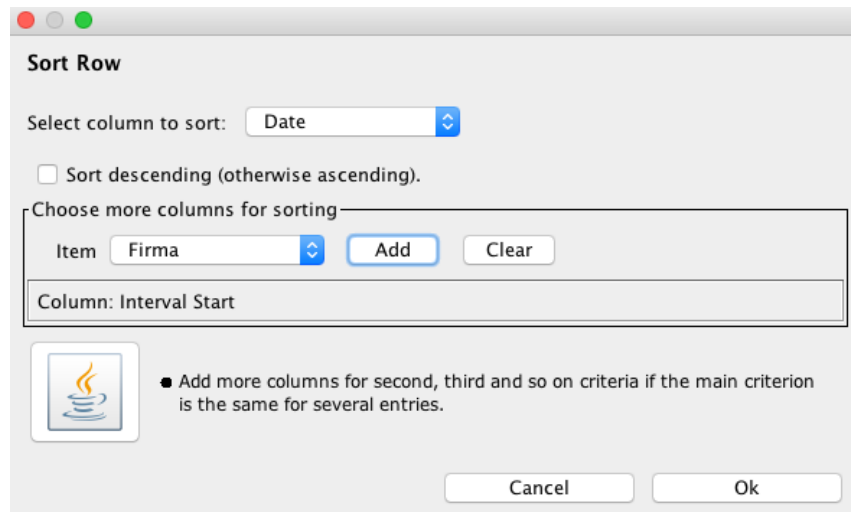 Sort Row
Select column to sort: Date
Sort descending (otherwise ascending).
Choose more columns for sorting
Item Firma Add Clear
Column: Interval Start
Add more columns for second, third and so on criteria if the main criterion
is the same for several entries.
Cancel Ok